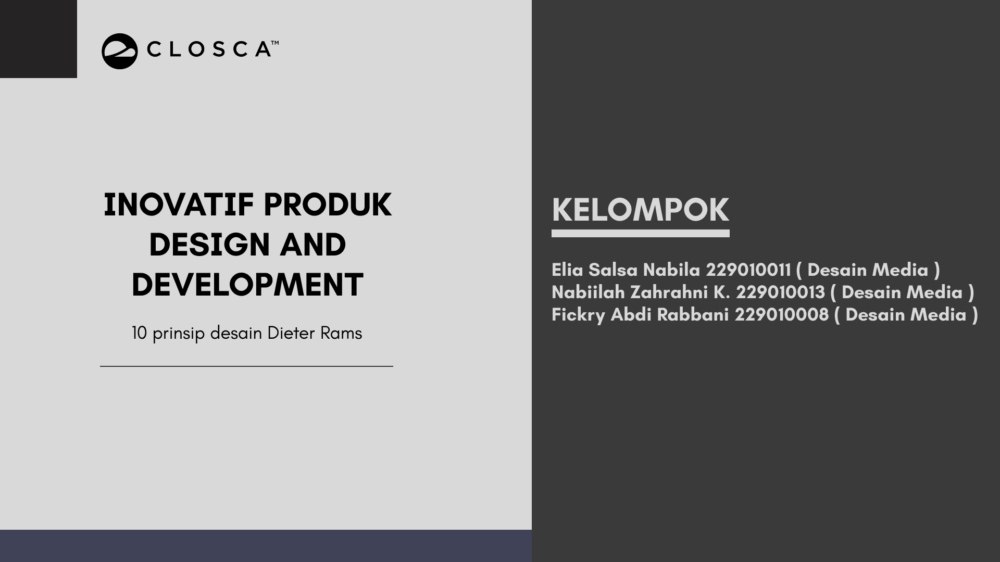 CLOSCA™
INOVATIF PRODUK
DESIGN AND
DEVELOPMENT
10 prinsip desain Dieter Rams
KELOMPOK
Elia Salsa Nabila 229010011 ( Desain Media )
Nabiilah Zahrahni K. 229010013 ( Desain Media )
Fickry Abdi Rabbani 229010008 ( Desain Media )